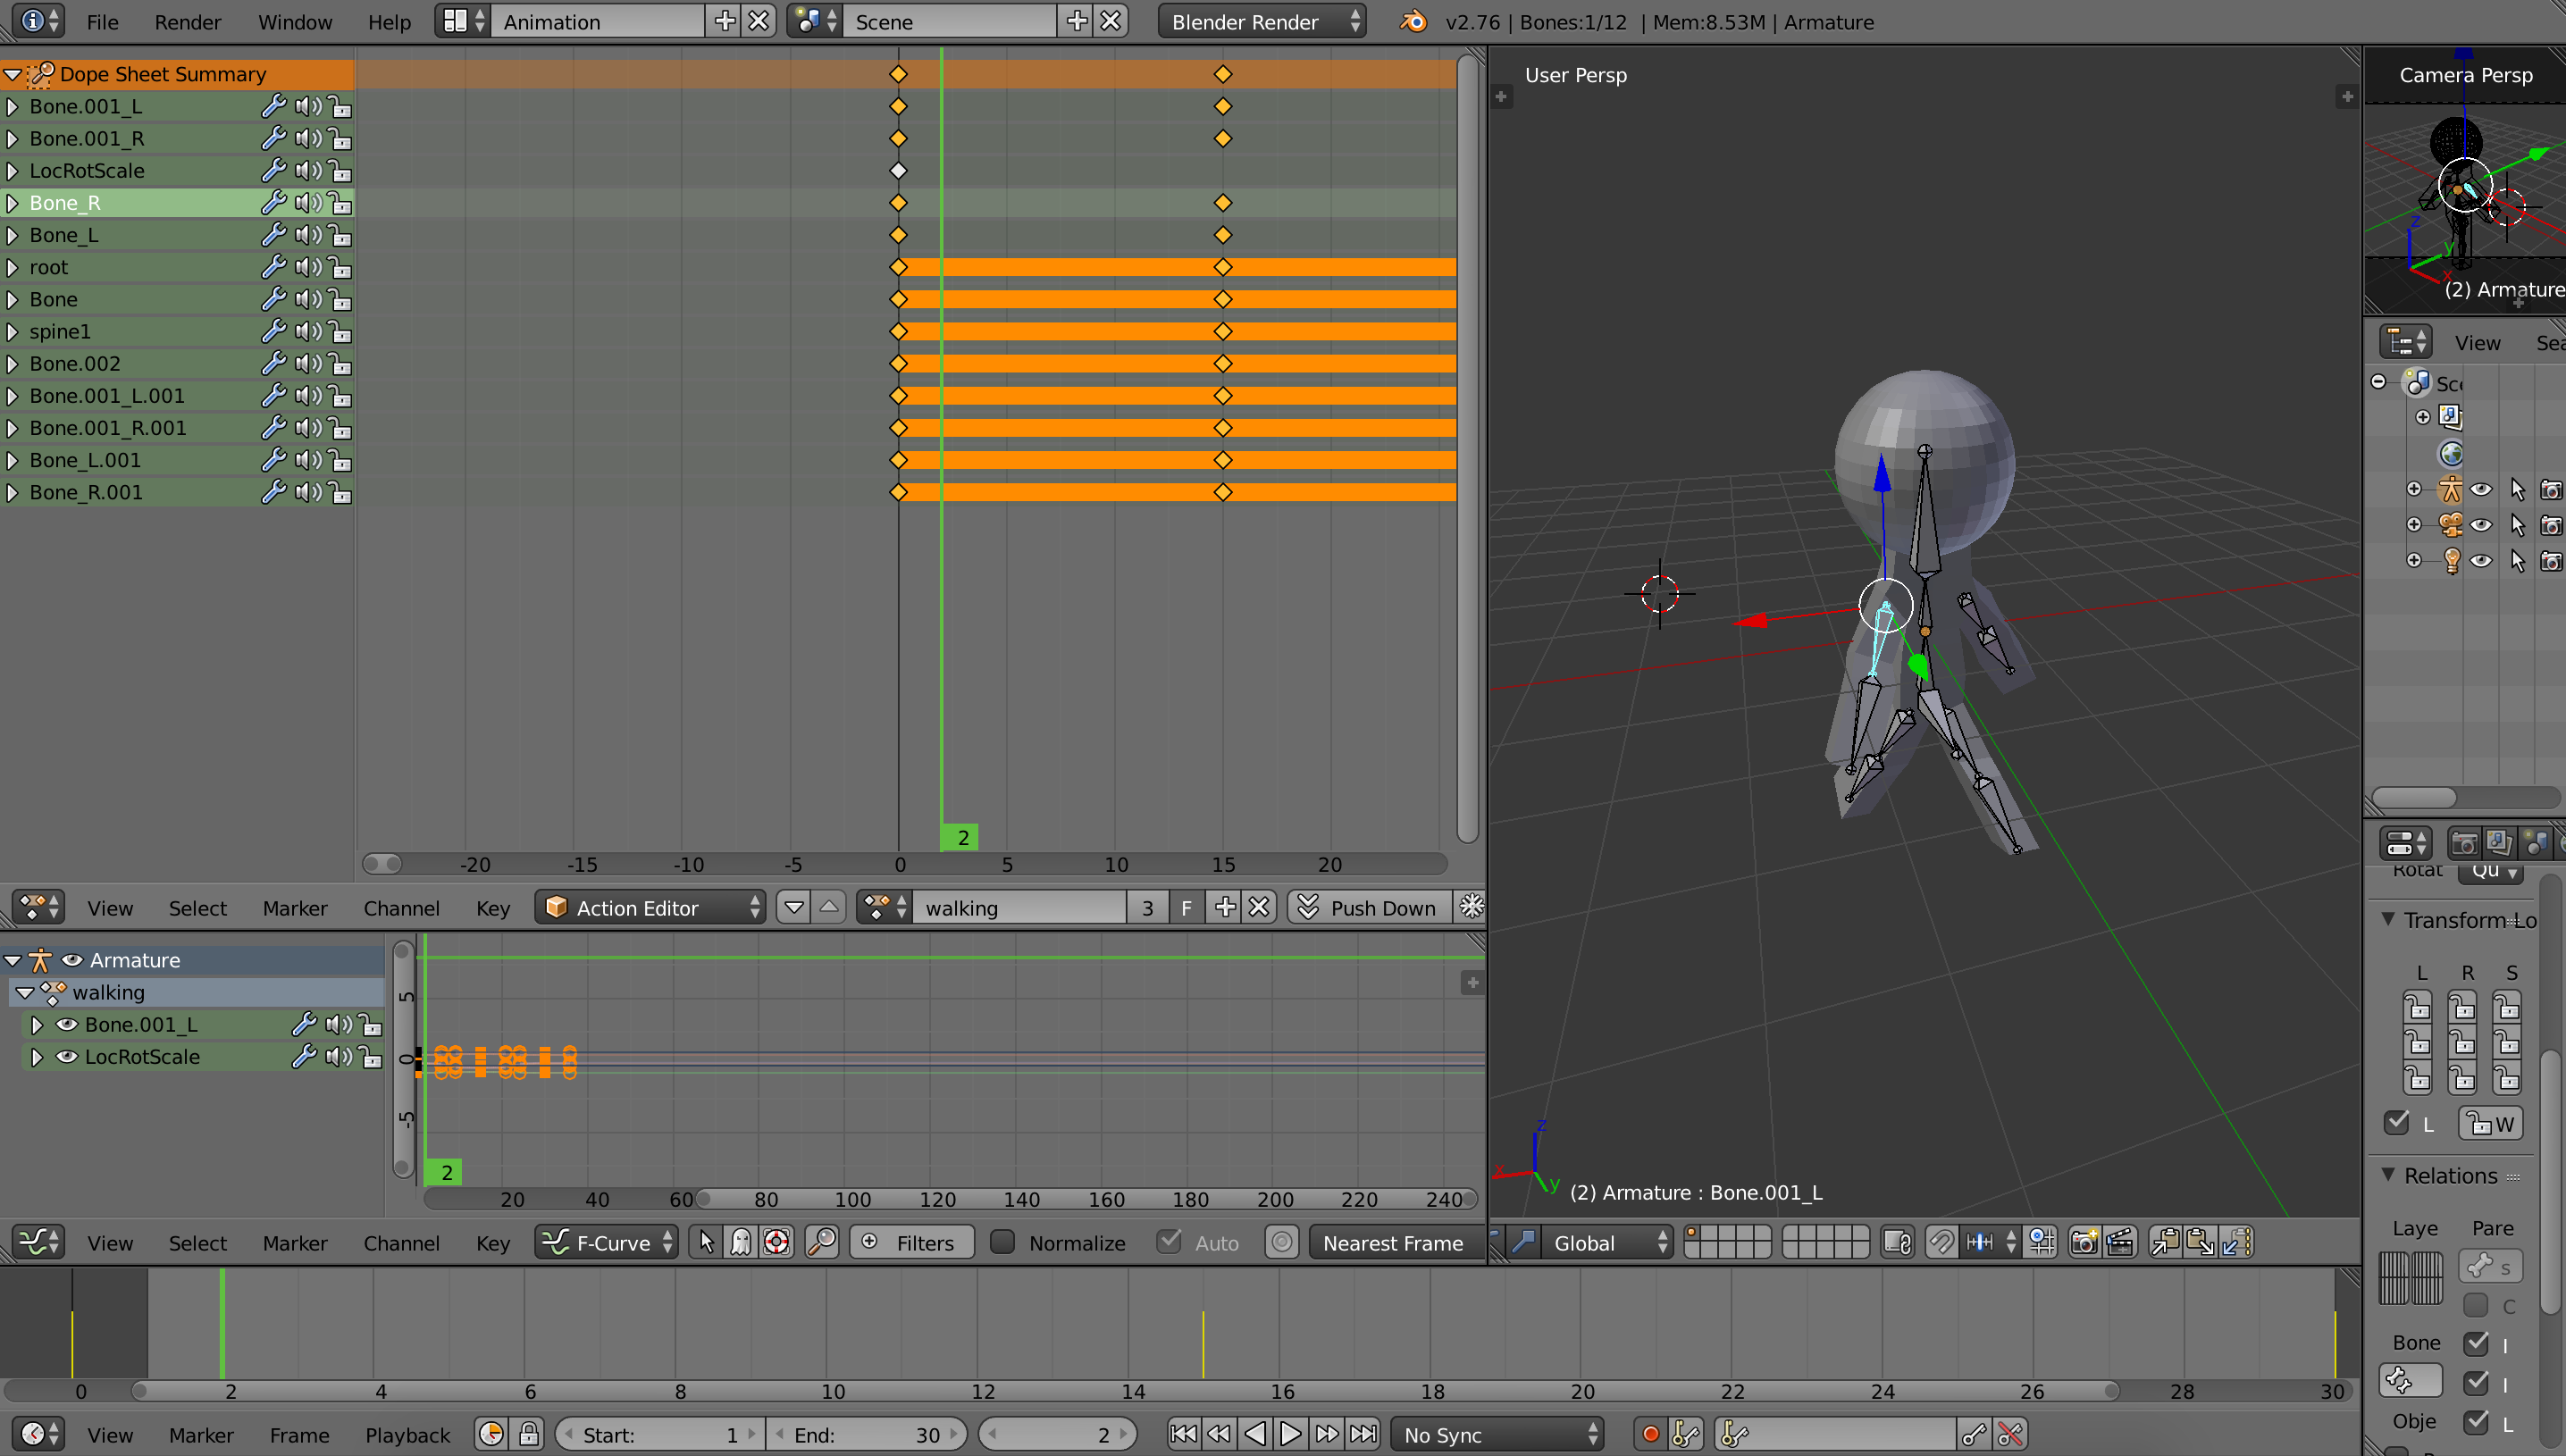 File Render Window Help Animation Scene Blender Render v2.76 | Bones:1/12 | Mem:8.53M | Armature
Dope Sheet Summary
Bone.001_L
Bone.001_R
LocRotScale
Bone_R
Bone_L
root
Bone
spine1
Bone.002
Bone.001_L.001
Bone.001_R.001
Bone_L.001
Bone_R.001
2
-20 -15 -10 -5 0 5 10 15 20
View Select Marker Channel Key Action Editor walking 3 F Push Down
Armature
walking
Bone.001_L
LocRotScale
5
0
-5
2
20 40 60 80 100 120 140 160 180 200 220 240
View Select Marker Channel Key F-Curve Filters Normalize Auto Nearest Frame
User Persp
z
x
y
(2) Armature : Bone.001_L
Global
Camera Persp
z
y
x
(2) Armature
View Sea
Sc
Rotat Qu
Transform Lo
L R S
L W
Relations
Laye Pare
s
C
Bone I
I
Obje L
0 2 4 6 8 10 12 14 16 18 20 22 24 26 28 30
View Marker Frame Playback Start: 1 End: 30 2 No Sync